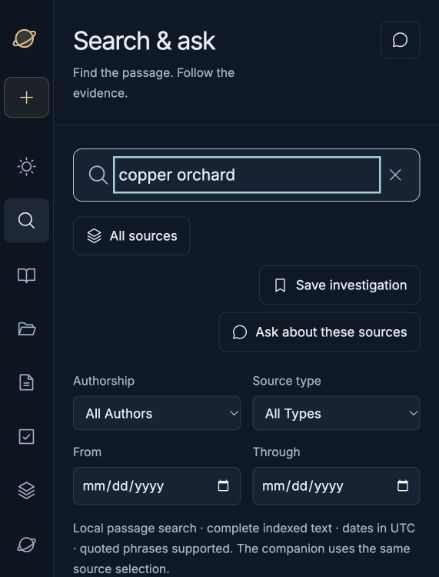 Search & ask
Find the passage. Follow the
evidence.
copper orchard
All sources
Save investigation
Ask about these sources
Authorship
Source type
All Authors
All Types
From
Through
mm/dd/yyyy
mm/dd/yyyy
Local passage search · complete indexed text · dates in UTC
· quoted phrases supported. The companion uses the same
source selection.